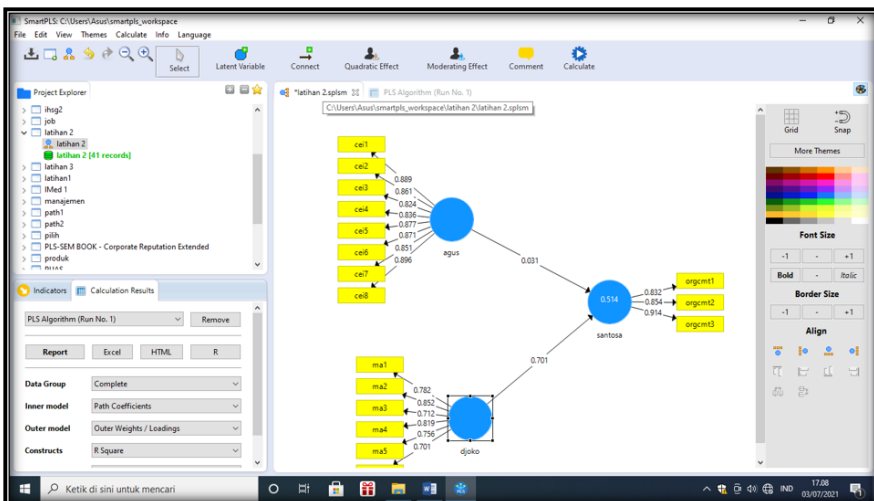 SmartPLS: C:\Users\Asus\smartpls_workspace
File Edit View Themes Calculate Info Language
Select
Latent Variable
Connect
Quadratic Effect
Moderating Effect
Comment
Calculate
Project Explorer
ihsg2
job
latihan 2
latihan 2
latihan 2 [41 records]
latihan 3
latihan1
IMed 1
manajemen
path1
path2
pilih
PLS-SEM BOOK - Corporate Reputation Extended
produk
Indicators
Calculation Results
PLS Algorithm (Run No. 1)
Remove
Report
Excel
HTML
R
Data Group
Complete
Inner model
Path Coefficients
Outer model
Outer Weights / Loadings
Constructs
R Square
*latihan 2.splsm
PLS Algorithm (Run No. 1)
C:\Users\Asus\smartpls_workspace\latihan 2\latihan 2.splsm
cei1
cei2
cei3
cei4
cei5
cei6
cei7
cei8
0.889
0.861
0.824
0.836
0.877
0.871
0.851
0.896
agus
0.031
0.514
santosa
0.832
0.854
0.914
orgcmt1
orgcmt2
orgcmt3
0.701
ma1
ma2
ma3
ma4
ma5
0.782
0.852
0.712
0.819
0.756
0.701
djoko
Grid
Snap
More Themes
Font Size
-1
-
+1
Bold
-
Italic
Border Size
-1
-
+1
Align
Ketik di sini untuk mencari
IND
17.08
03/07/2021